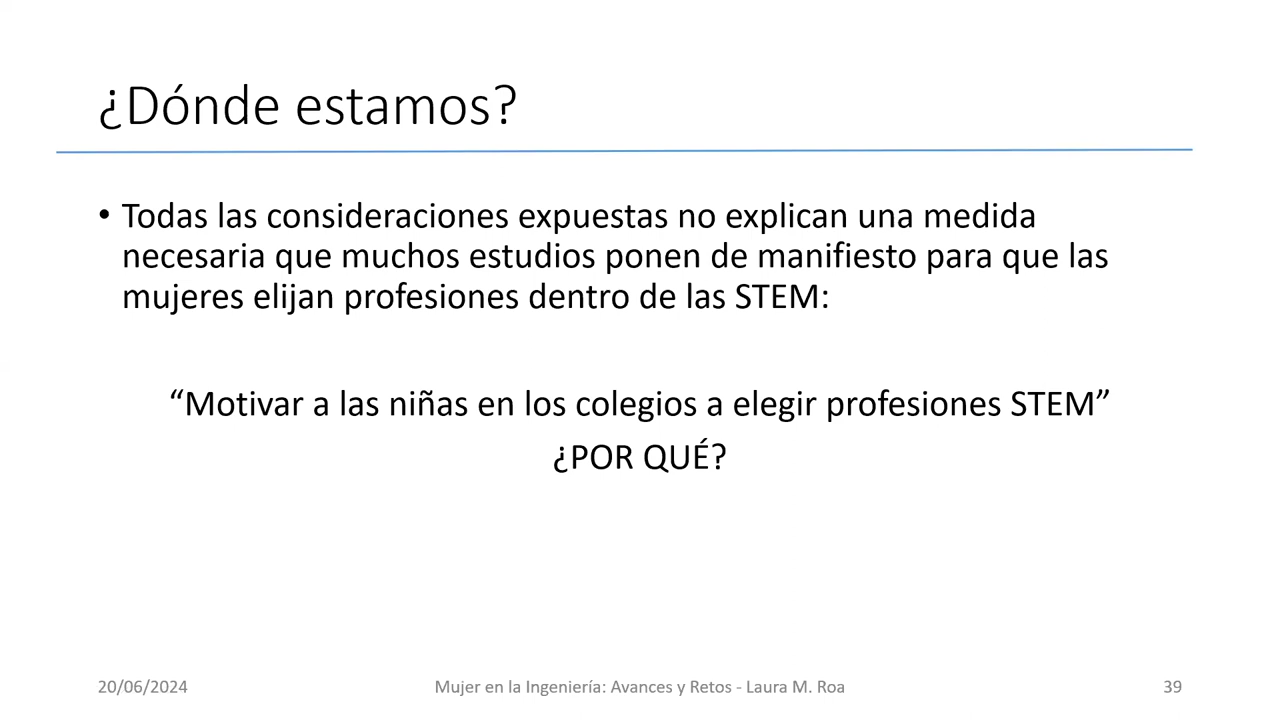 ¿Dónde estamos?
• Todas las consideraciones expuestas no explican una medida
necesaria que muchos estudios ponen de manifiesto para que las
mujeres elijan profesiones dentro de las STEM:
“Motivar a las niñas en los colegios a elegir profesiones STEM”
¿POR QUÉ?
20/06/2024 Mujer en la Ingeniería: Avances y Retos - Laura M. Roa 39